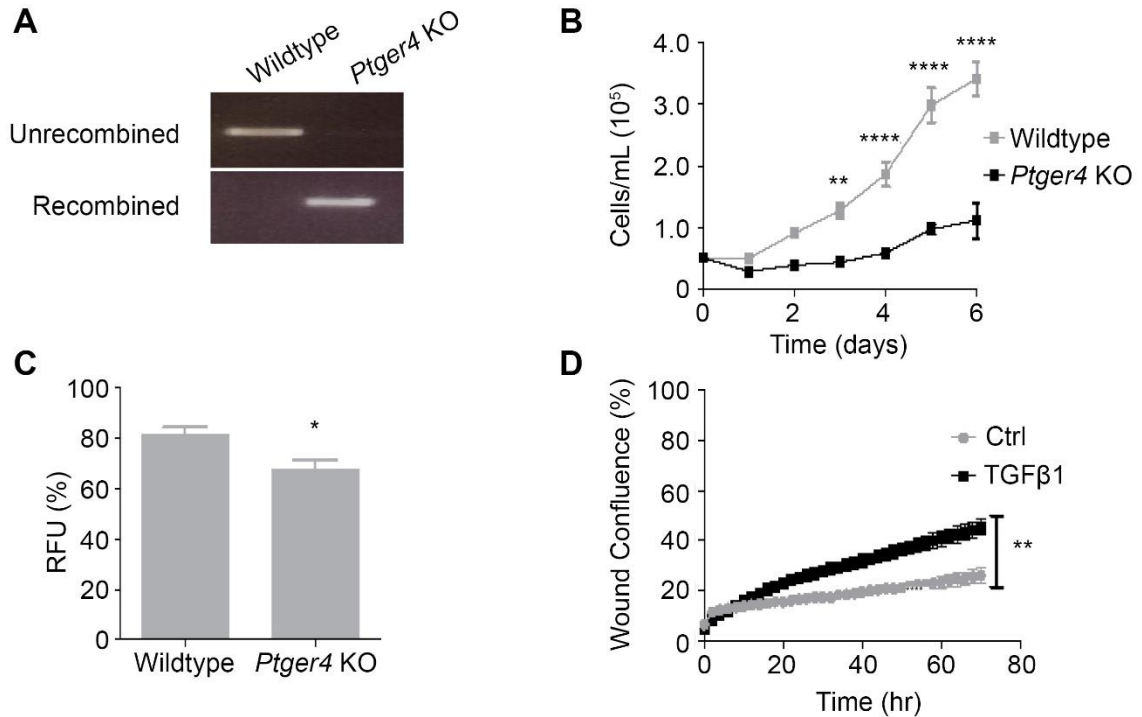 A
Wildtype
Ptger4 KO
Unrecombined
Recombined
B
4.0
3.0
2.0
1.0
0
Cells/mL (10⁵)
**
****
****
****
Wildtype
Ptger4 KO
0
2
4
6
Time (days)
C
100
80
60
40
20
0
RFU (%)
*
Wildtype
Ptger4 KO
D
100
80
60
40
20
0
Wound Confluence (%)
Ctrl
TGFβ1
**
0
20
40
60
80
Time (hr)